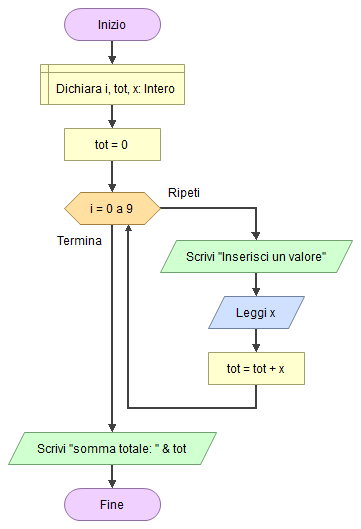 Inizio
Dichiara i, tot, x: Intero
tot = 0
i = 0 a 9
Ripeti
Termina
Scrivi "Inserisci un valore"
Leggi x
tot = tot + x
Scrivi "somma totale: " & tot
Fine